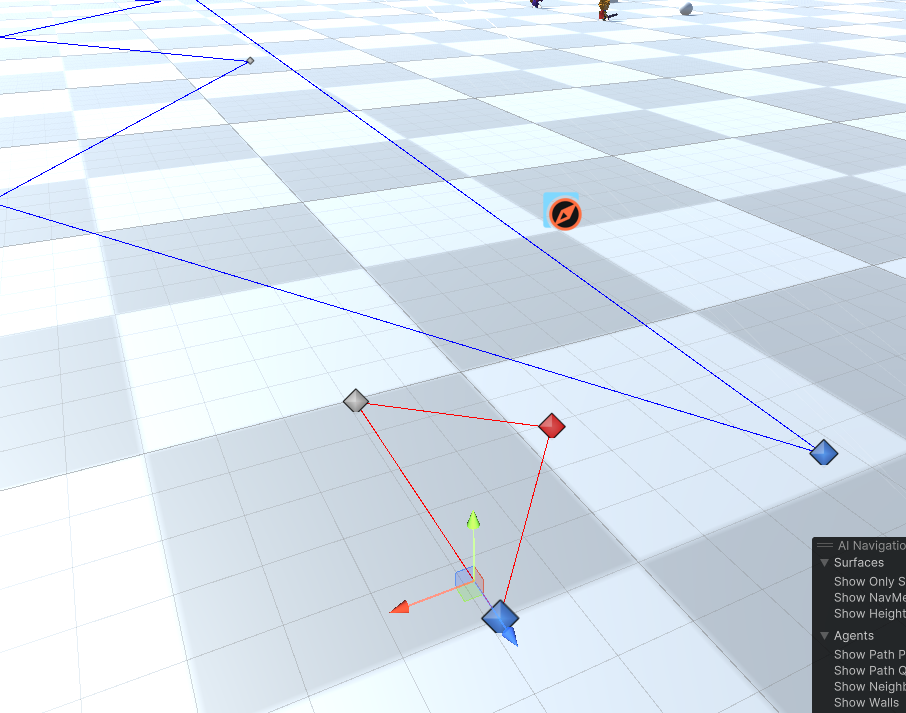 AI Navigatio
Surfaces
Show Only S
Show NavMe
Show Height
Agents
Show Path P
Show Path Q
Show Neighb
Show Walls